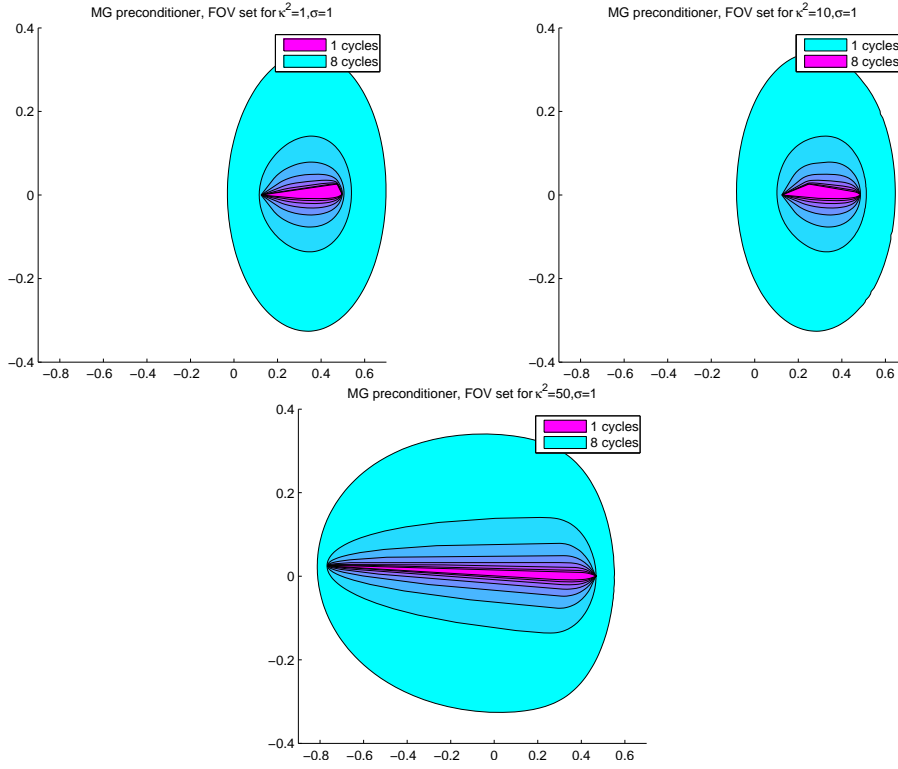 MG preconditioner, FOV set for κ²=1,σ=1
1 cycles
8 cycles
0.4
0.2
0
−0.2
−0.4
−0.8 −0.6 −0.4 −0.2 0 0.2 0.4 0.6
MG preconditioner, FOV set for κ²=10,σ=1
1 cycles
8 cycles
0.4
0.2
0
−0.2
−0.4
−0.8 −0.6 −0.4 −0.2 0 0.2 0.4 0.6
MG preconditioner, FOV set for κ²=50,σ=1
1 cycles
8 cycles
0.4
0.2
0
−0.2
−0.4
−0.8 −0.6 −0.4 −0.2 0 0.2 0.4 0.6